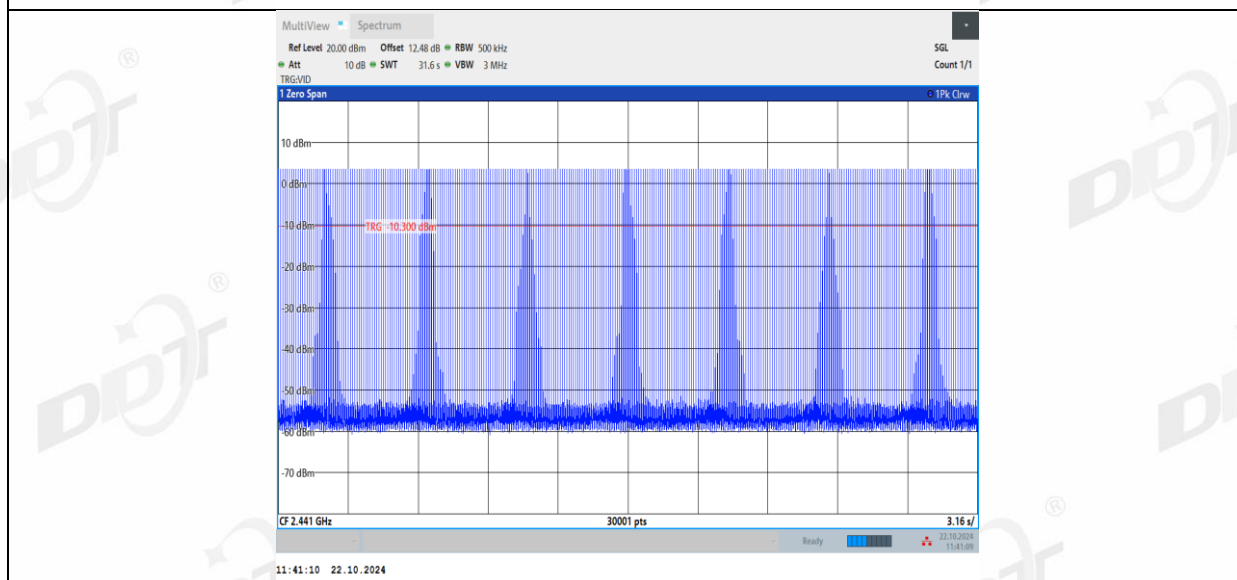 MultiView Spectrum
Ref Level 20.00 dBm Offset 12.48 dB RBW 500 kHz SGL
Att 10 dB SWT 31.6 s VBW 3 MHz Count 1/1
TRG:VID
1 Zero Span 1Pk Clrw
10 dBm
0 dBm
TRG -10.300 dBm
-10 dBm
-20 dBm
-30 dBm
-40 dBm
-50 dBm
-60 dBm
-70 dBm
CF 2.441 GHz 30001 pts 3.16 s/
Ready 22.10.2024
11:41:09
11:41:10 22.10.2024
DDT ®
DDT ®
DDT
DDT ®